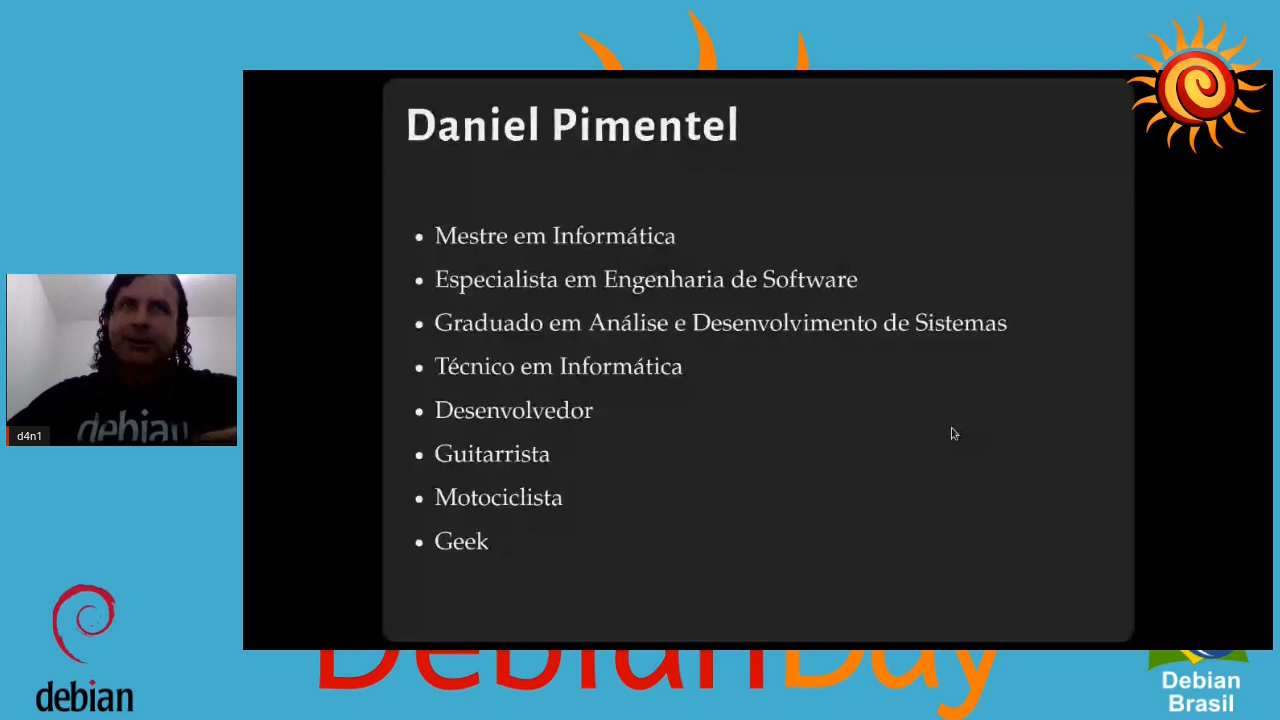 Daniel Pimentel
• Mestre em Informática
• Especialista em Engenharia de Software
• Graduado em Análise e Desenvolvimento de Sistemas
• Técnico em Informática
• Desenvolvedor
• Guitarrista
• Motociclista
• Geek
debian
d4n1
debian
DebianDay
Debian
Brasil